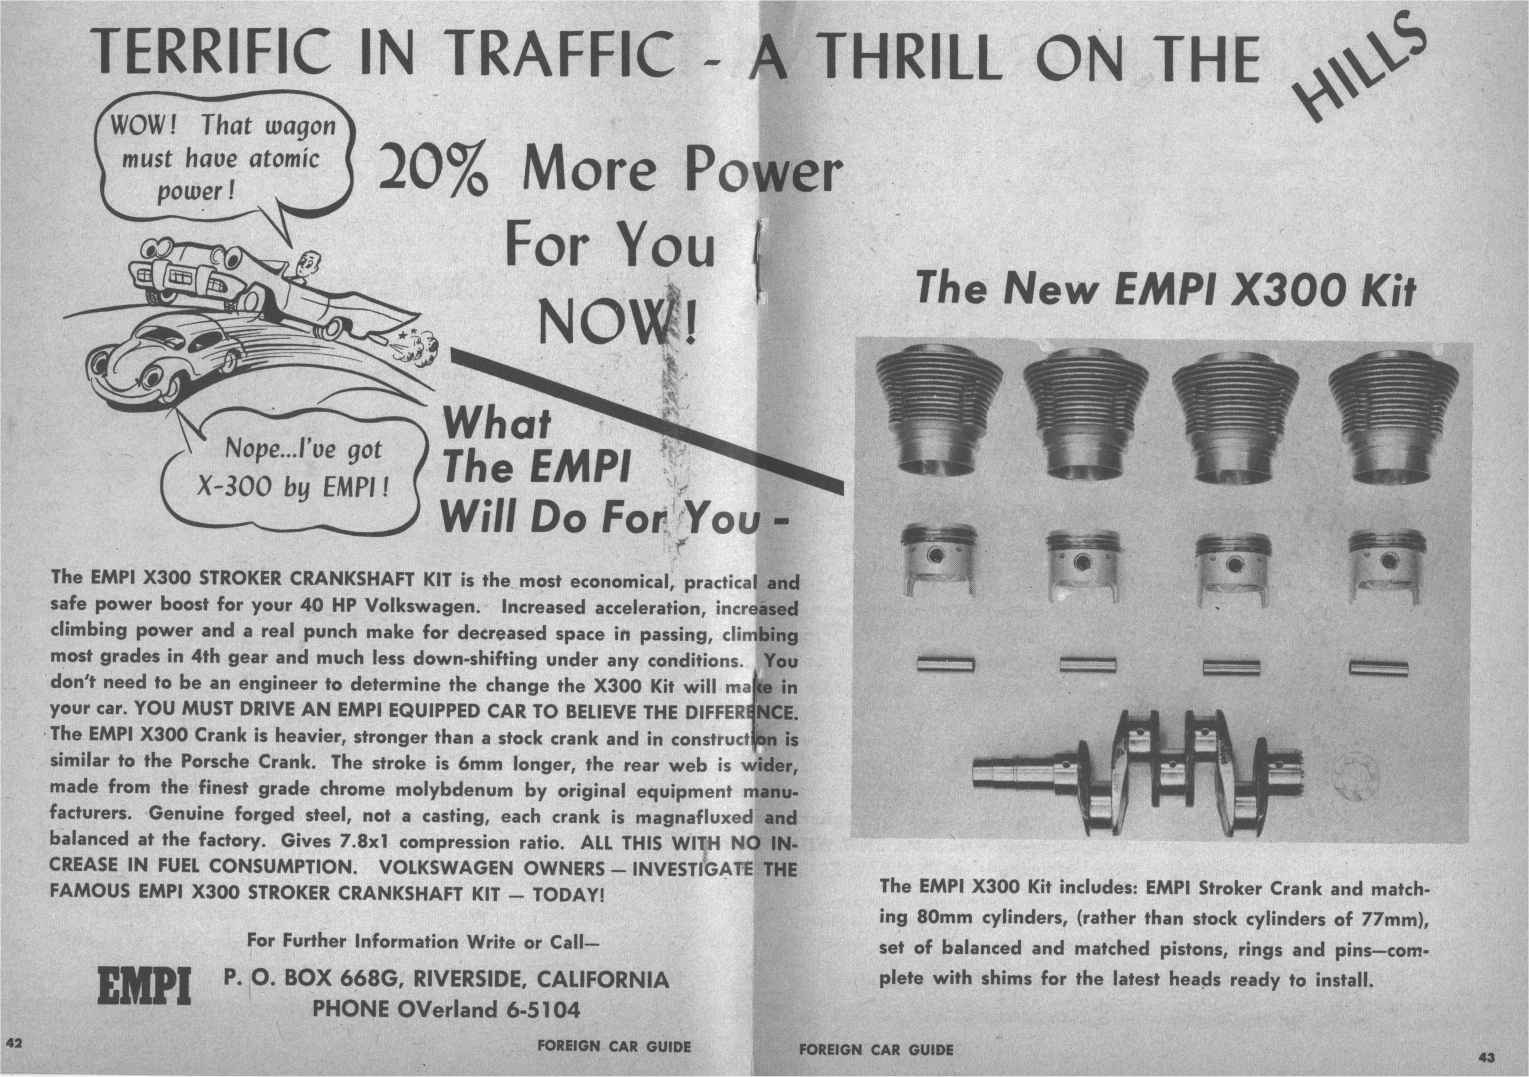 TERRIFIC IN TRAFFIC - A THRILL ON THE HILLS
WOW! That wagon
must have atomic
power!
20% More Power
For You
NOW!
Nope...I've got
X-300 by EMPI!
What
The EMPI
Will Do For You -
The EMPI X300 STROKER CRANKSHAFT KIT is the most economical, practical and
safe power boost for your 40 HP Volkswagen. Increased acceleration, increased
climbing power and a real punch make for decreased space in passing, climbing
most grades in 4th gear and much less down-shifting under any conditions. You
don't need to be an engineer to determine the change the X300 Kit will make in
your car. YOU MUST DRIVE AN EMPI EQUIPPED CAR TO BELIEVE THE DIFFERENCE.
The EMPI X300 Crank is heavier, stronger than a stock crank and in construction is
similar to the Porsche Crank. The stroke is 6mm longer, the rear web is wider,
made from the finest grade chrome molybdenum by original equipment manu-
facturers. Genuine forged steel, not a casting, each crank is magnafluxed and
balanced at the factory. Gives 7.8x1 compression ratio. ALL THIS WITH NO IN-
CREASE IN FUEL CONSUMPTION. VOLKSWAGEN OWNERS — INVESTIGATE THE
FAMOUS EMPI X300 STROKER CRANKSHAFT KIT — TODAY!
For Further Information Write or Call—
EMPI
P. O. BOX 668G, RIVERSIDE, CALIFORNIA
PHONE OVerland 6-5104
42
FOREIGN CAR GUIDE
The New EMPI X300 Kit
The EMPI X300 Kit includes: EMPI Stroker Crank and match-
ing 80mm cylinders, (rather than stock cylinders of 77mm),
set of balanced and matched pistons, rings and pins—com-
plete with shims for the latest heads ready to install.
FOREIGN CAR GUIDE
43